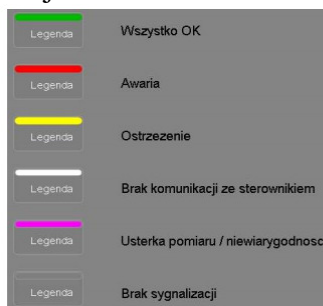 Legenda Wszystko OK
Legenda Awaria
Legenda Ostrzezenie
Legenda Brak komunikacji ze sterownikiem
Legenda Usterka pomiaru / niewiarygodnosc
Legenda Brak sygnalizacji